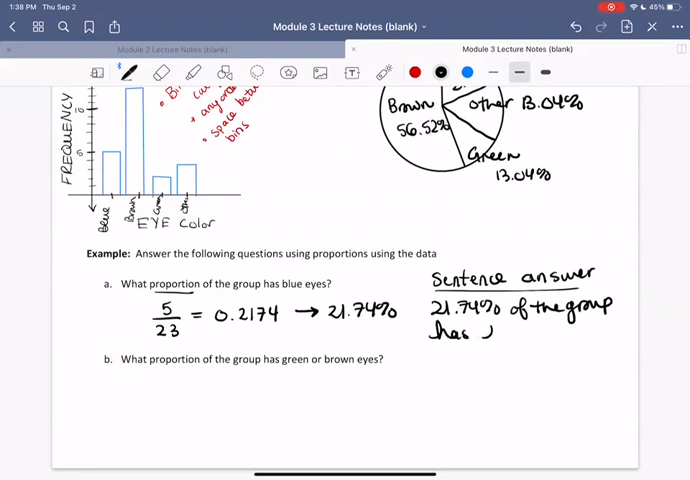 1:38 PM Thu Sep 2
45%
Module 3 Lecture Notes (blank)
Module 2 Lecture Notes (blank)
Module 3 Lecture Notes (blank)
FREQUENCY
5
• any order
• space betw
bins
Blue
Brown
EYE Color
Brown
56.52%
other 13.04%
Green
13.04%
Example: Answer the following questions using proportions using the data
a. What proportion of the group has blue eyes?
5/23 = 0.2174 → 21.74%
Sentence answer
21.74% of the group
has
b. What proportion of the group has green or brown eyes?